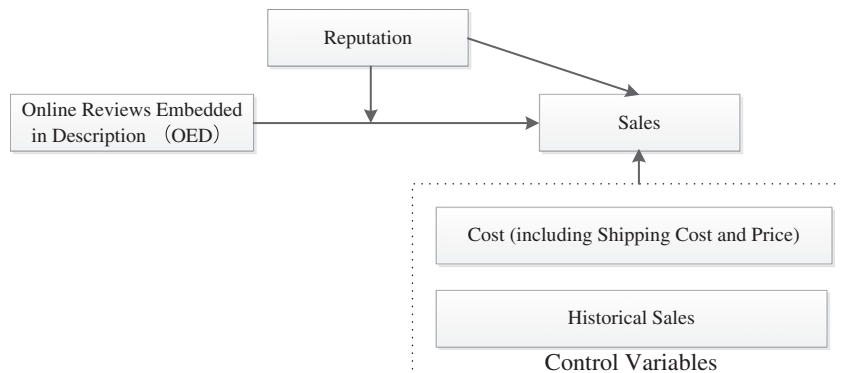 Reputation
Online Reviews Embedded
in Description （OED）
Sales
Cost (including Shipping Cost and Price)
Historical Sales
Control Variables